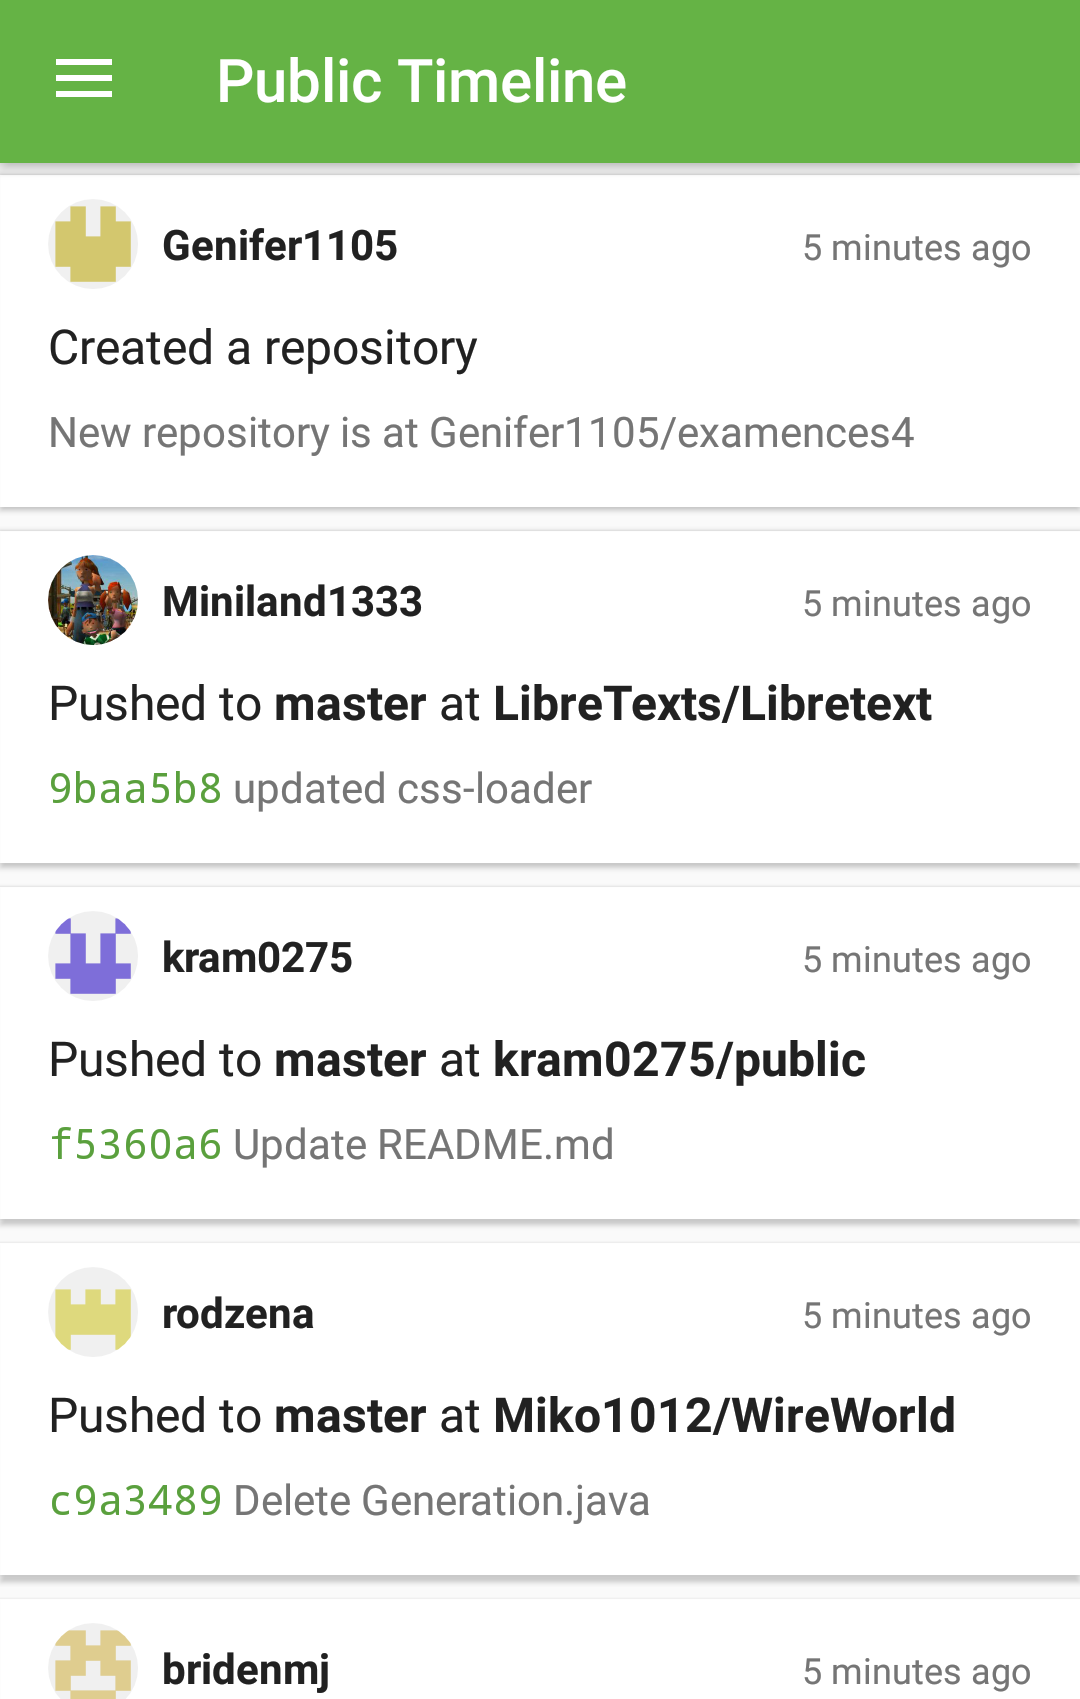 Public Timeline
Genifer1105 5 minutes ago
Created a repository
New repository is at Genifer1105/examences4
Miniland1333 5 minutes ago
Pushed to master at LibreTexts/Libretext
9baa5b8 updated css-loader
kram0275 5 minutes ago
Pushed to master at kram0275/public
f5360a6 Update README.md
rodzena 5 minutes ago
Pushed to master at Miko1012/WireWorld
c9a3489 Delete Generation.java
bridenmj 5 minutes ago